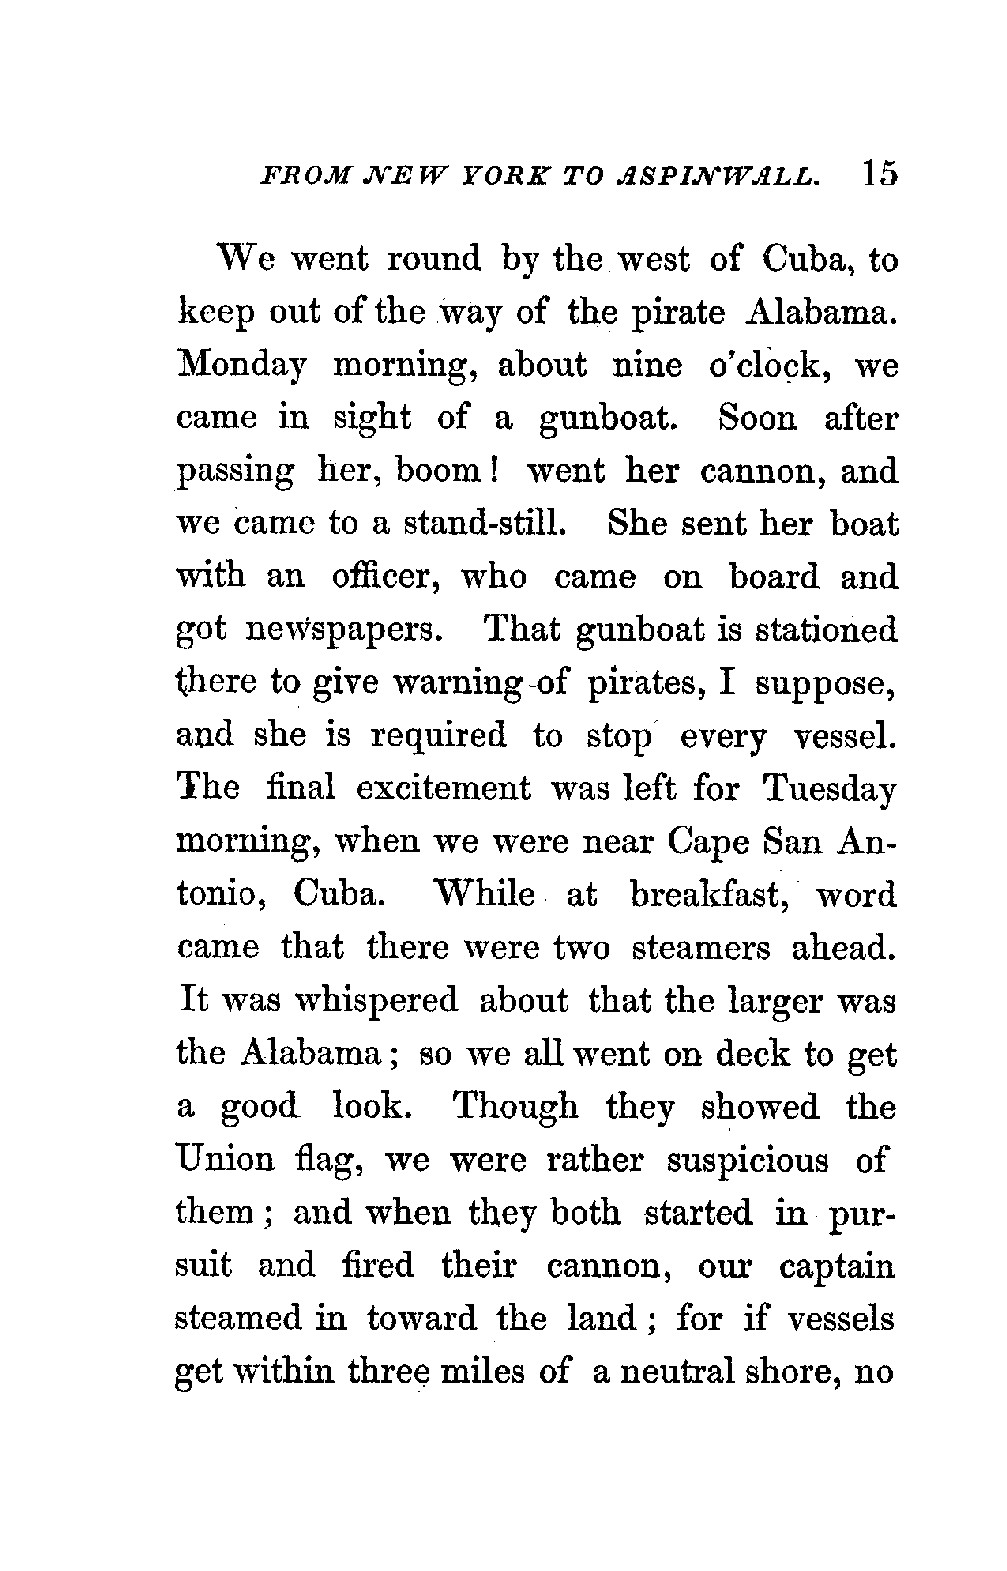 FROM NEW YORK TO ASPINWALL. 15
We went round by the west of Cuba, to
keep out of the way of the pirate Alabama.
Monday morning, about nine o'clock, we
came in sight of a gunboat. Soon after
passing her, boom! went her cannon, and
we came to a stand-still. She sent her boat
with an officer, who came on board and
got newspapers. That gunboat is stationed
there to give warning of pirates, I suppose,
and she is required to stop every vessel.
The final excitement was left for Tuesday
morning, when we were near Cape San An-
tonio, Cuba. While at breakfast, word
came that there were two steamers ahead.
It was whispered about that the larger was
the Alabama; so we all went on deck to get
a good look. Though they showed the
Union flag, we were rather suspicious of
them; and when they both started in pur-
suit and fired their cannon, our captain
steamed in toward the land; for if vessels
get within three miles of a neutral shore, no